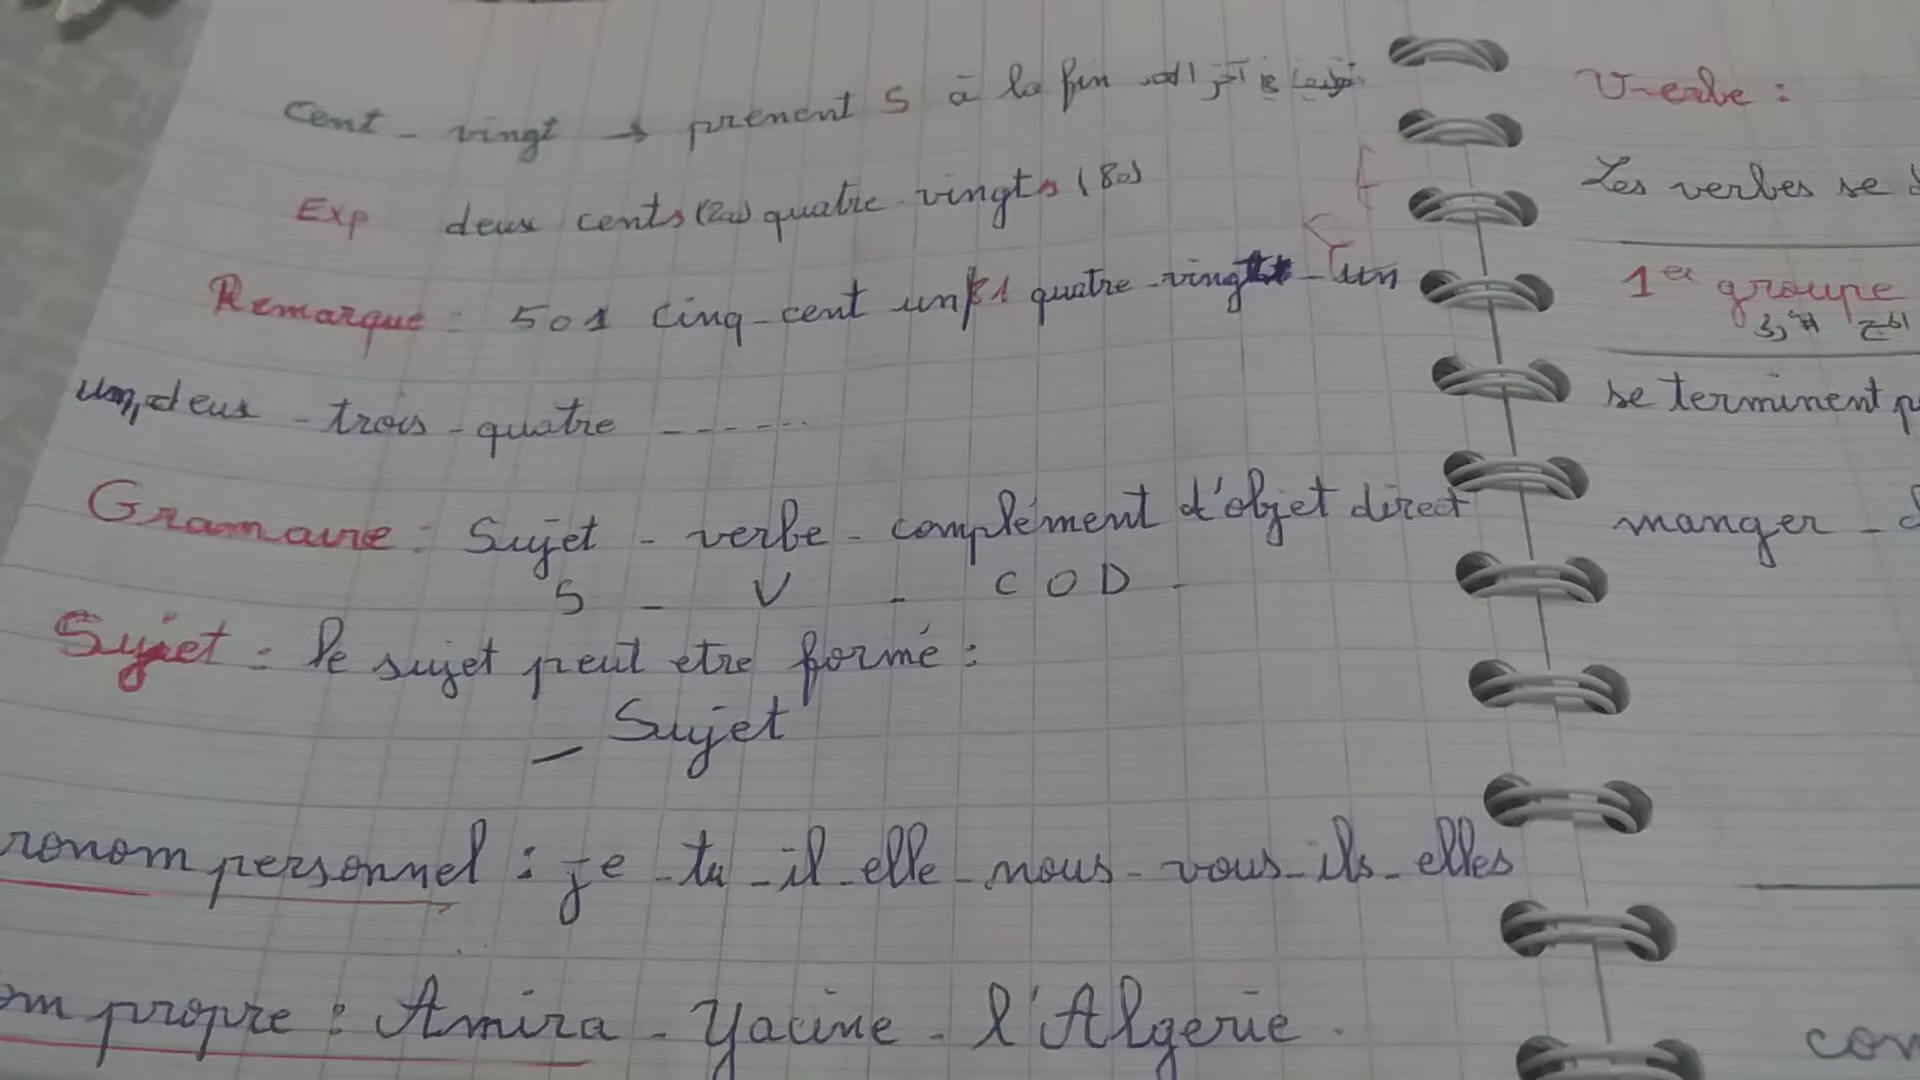 cent - vingt → prenent s à la fin
Exp deux cents (200) quatre vingts (80)
Remarque : 501 cinq-cent un/81 quatre-vingt - un
un, deux - trois - quatre ------
Gramaire : Sujet - verbe - complément d'objet direct
S - V - COD -
Sujet : le sujet peut etre formé :
- Sujet
ronom personnel : je - tu - il - elle - nous - vous - ils - elles
om propre : Amira - Yacine - l'Algerie .
Verbe :
Les verbes se
1er groupe
se terminent p
manger -